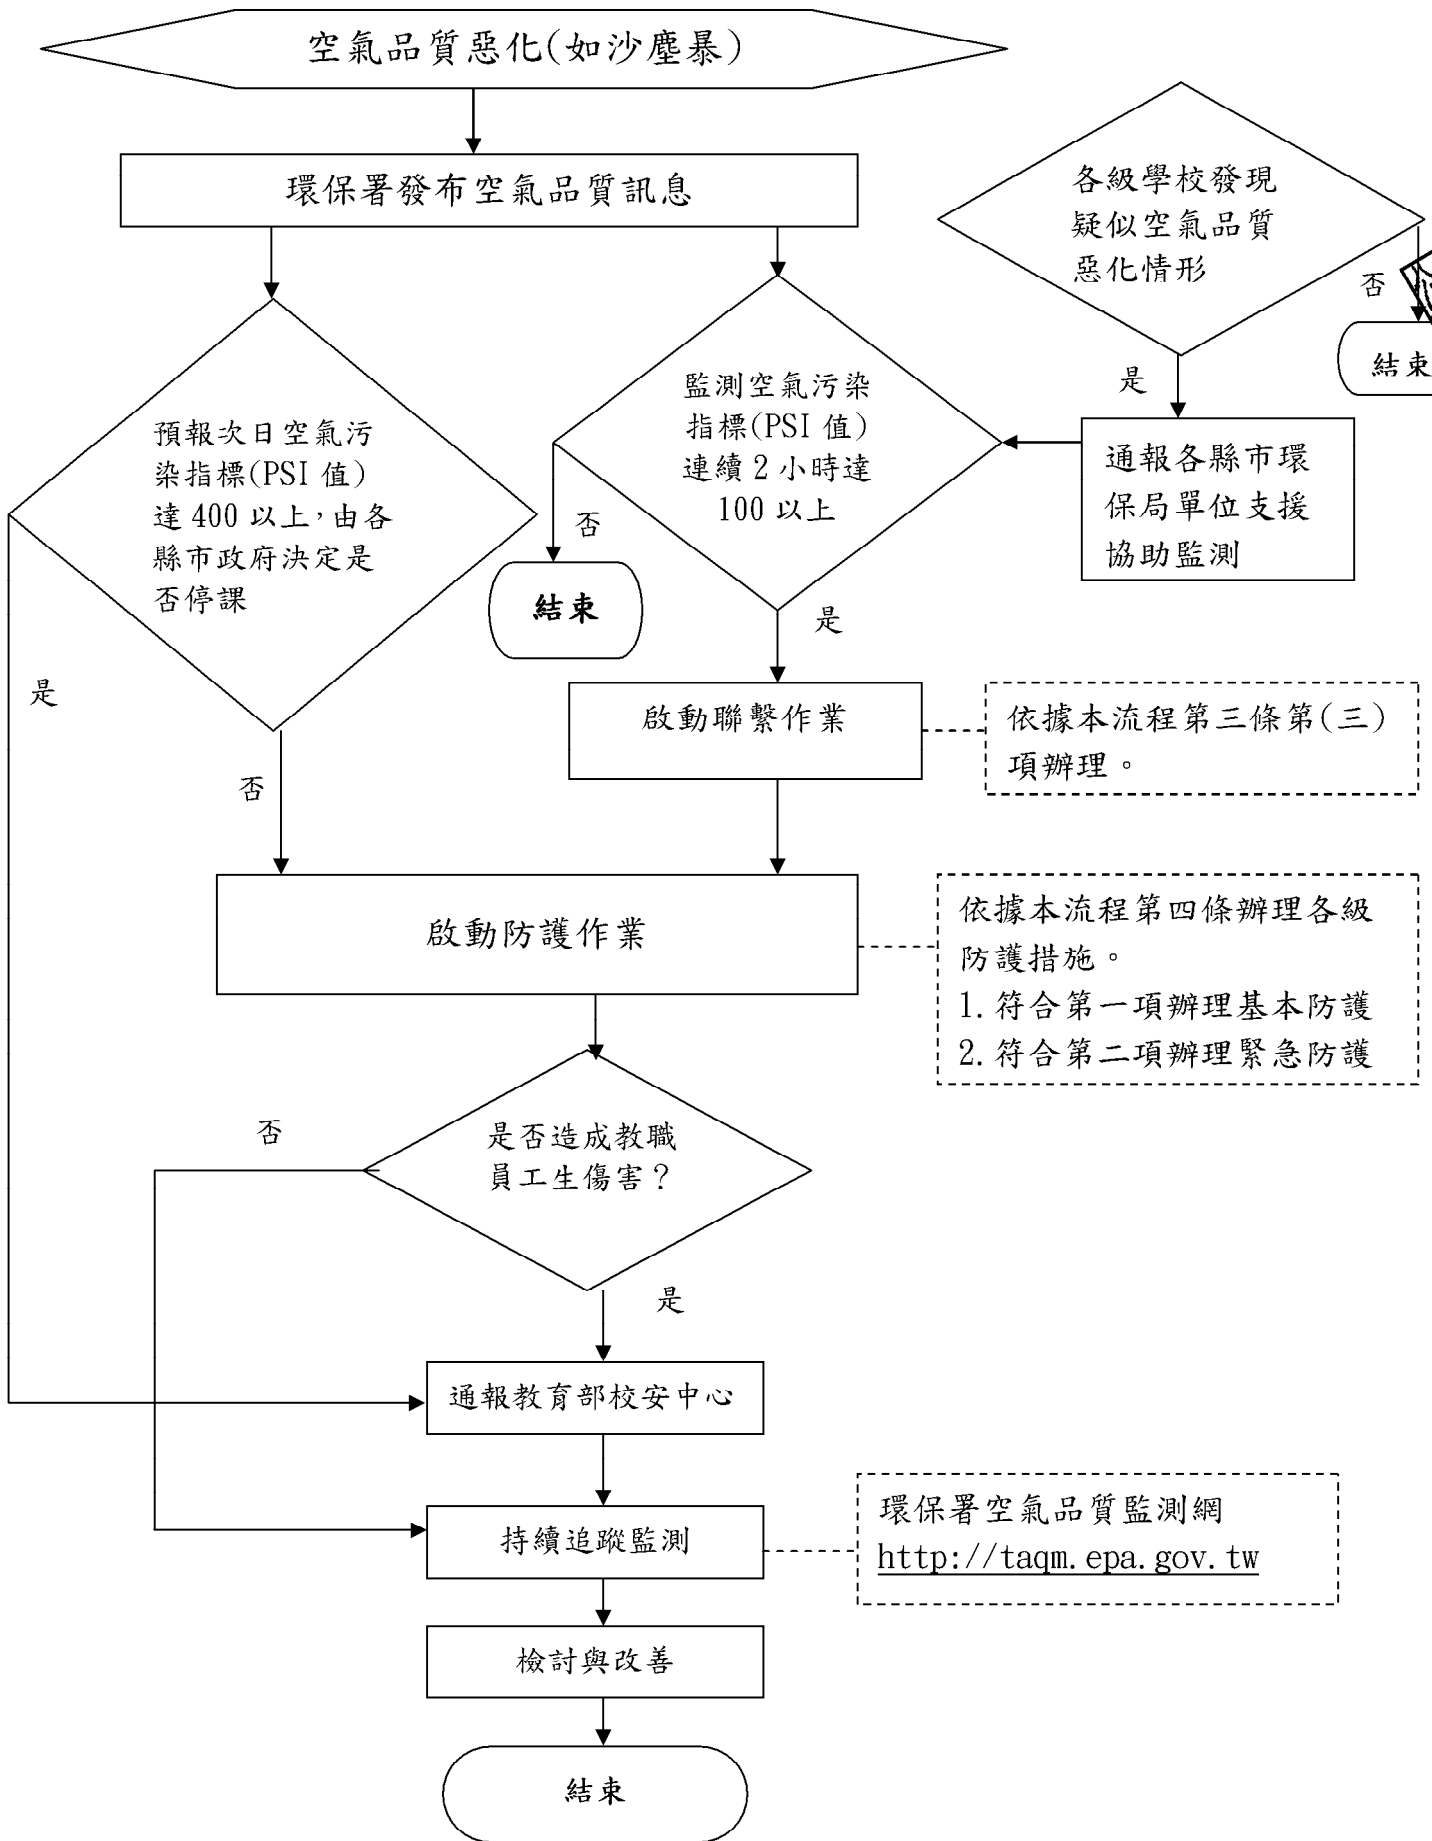 空氣品質惡化(如沙塵暴)
環保署發布空氣品質訊息
各級學校發現
疑似空氣品質
惡化情形
否
結束
是
通報各縣市環
保局單位支援
協助監測
監測空氣污染
指標(PSI 值)
連續 2 小時達
100 以上
否
結束
是
預報次日空氣污
染指標(PSI 值)
達 400 以上，由各
縣市政府決定是
否停課
是
否
啟動聯繫作業
依據本流程第三條第(三)
項辦理。
啟動防護作業
依據本流程第四條辦理各級
防護措施。
1. 符合第一項辦理基本防護
2. 符合第二項辦理緊急防護
是否造成教職
員工生傷害？
否
是
通報教育部校安中心
持續追蹤監測
環保署空氣品質監測網
http://taqm.epa.gov.tw
檢討與改善
結束